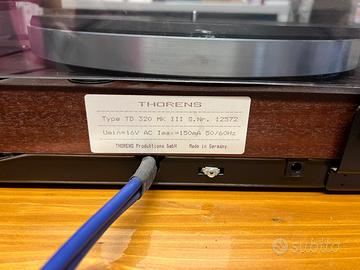 THORENS
Type TD 320 MK III S.Nr. 12572
Umin=16V AC Imax=150mA 50/60Hz
THORENS Produktions GmbH Made in Germany
subito